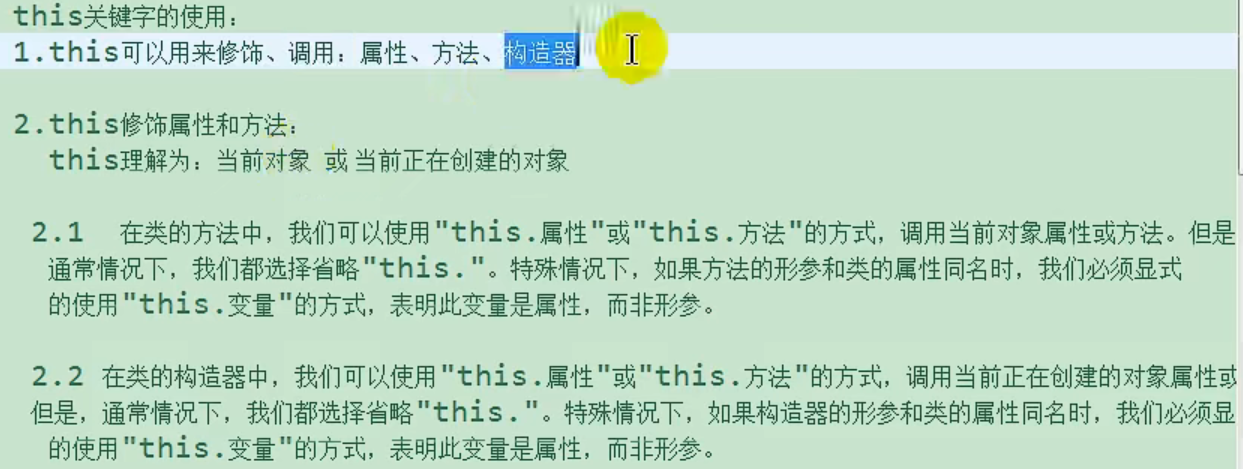 this关键字的使用：
1.this可以用来修饰、调用：属性、方法、构造器
2.this修饰属性和方法：
this理解为：当前对象 或 当前正在创建的对象
2.1 在类的方法中，我们可以使用"this.属性"或"this.方法"的方式，调用当前对象属性或方法。但是
通常情况下，我们都选择省略"this."。特殊情况下，如果方法的形参和类的属性同名时，我们必须显式
的使用"this.变量"的方式，表明此变量是属性，而非形参。
2.2 在类的构造器中，我们可以使用"this.属性"或"this.方法"的方式，调用当前正在创建的对象属性或
但是，通常情况下，我们都选择省略"this."。特殊情况下，如果构造器的形参和类的属性同名时，我们必须显
的使用"this.变量"的方式，表明此变量是属性，而非形参。